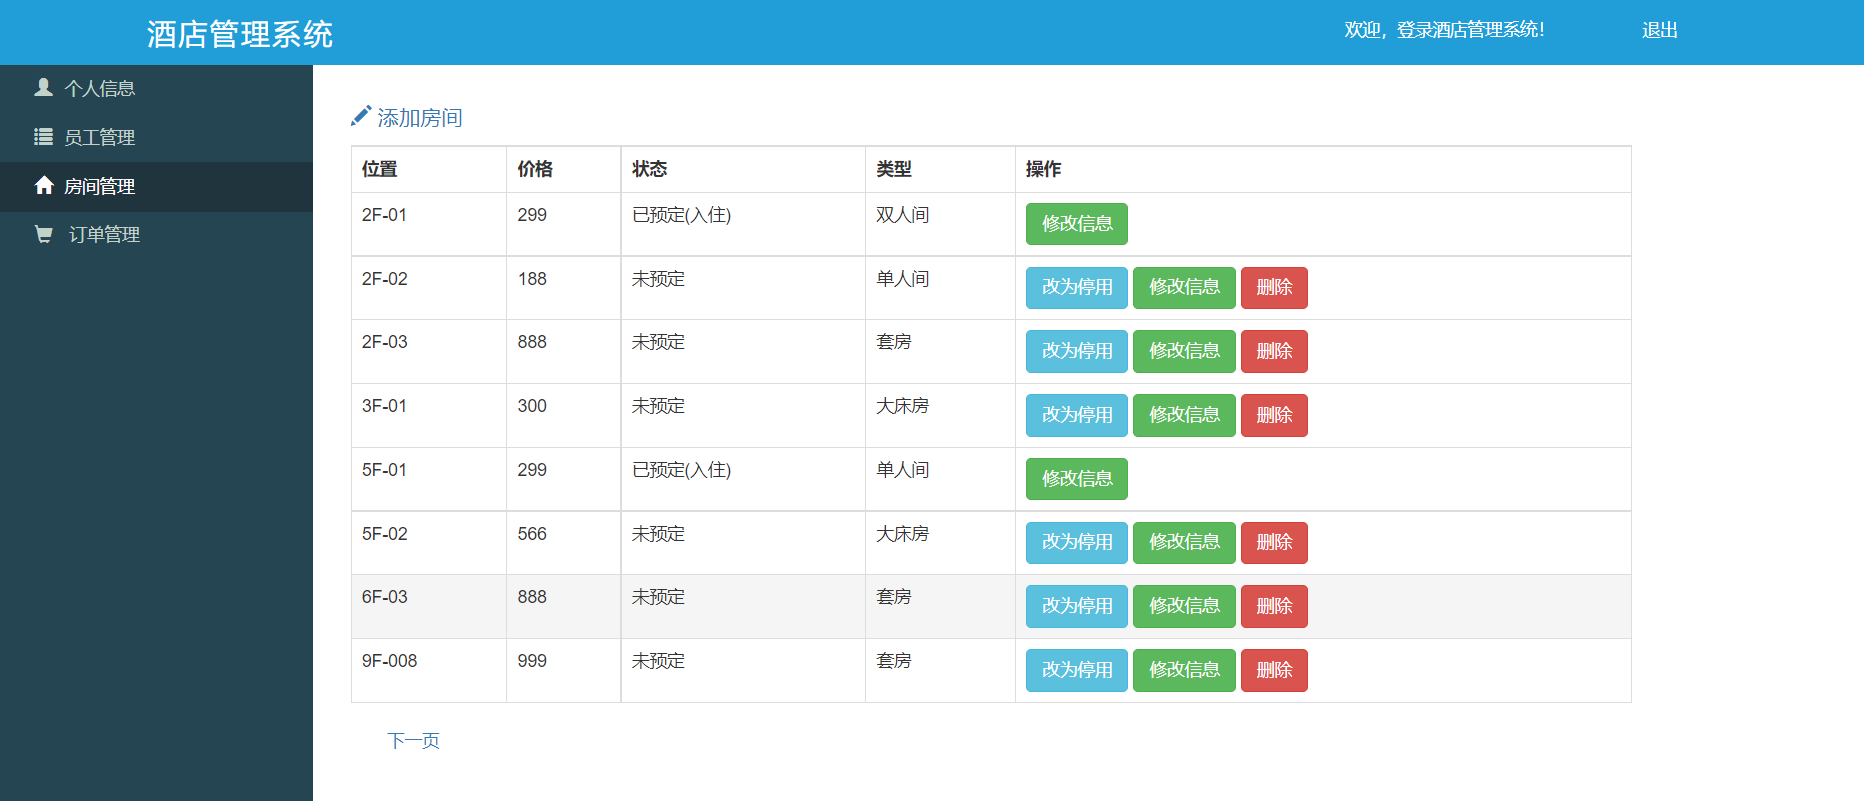 酒店管理系统 欢迎，登录酒店管理系统！ 退出
个人信息
员工管理
房间管理
订单管理
添加房间
位置 价格 状态 类型 操作
2F-01 299 已预定(入住) 双人间 修改信息
2F-02 188 未预定 单人间 改为停用 修改信息 删除
2F-03 888 未预定 套房 改为停用 修改信息 删除
3F-01 300 未预定 大床房 改为停用 修改信息 删除
5F-01 299 已预定(入住) 单人间 修改信息
5F-02 566 未预定 大床房 改为停用 修改信息 删除
6F-03 888 未预定 套房 改为停用 修改信息 删除
9F-008 999 未预定 套房 改为停用 修改信息 删除
下一页